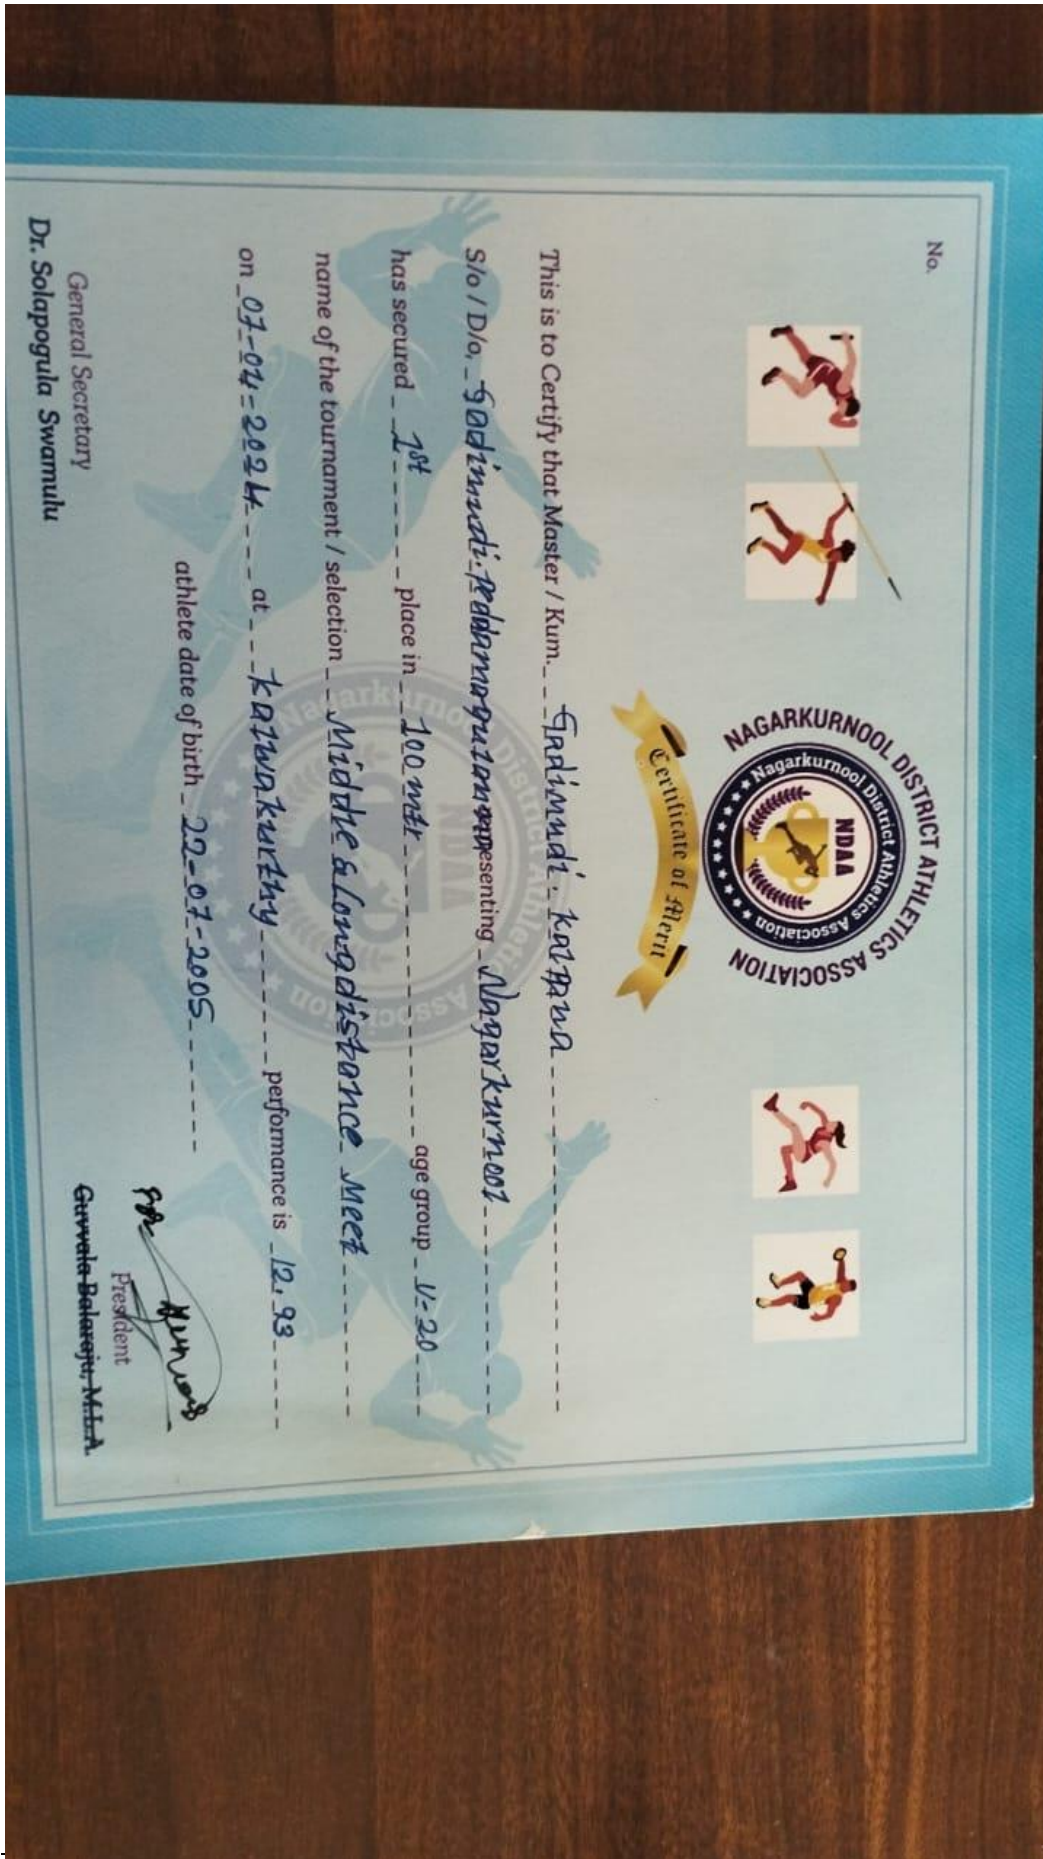 No.
NAGARKURNOOL DISTRICT ATHLETICS ASSOCIATION
Nagarkurnool District Athletics Association
NDAA
Certificate of Merit
This is to Certify that Master / Kum. Gadimudi. Kalpana
S/o / D/o. Gadimudi. Peddamogulam representing Nagarkurnool
has secured 1st place in 100 mtr age group U-20
name of the tournament / selection Middle & Long distance Meet
on 07-04-2024 at Kalwakurthy performance is 12.93
athlete date of birth 22-07-2005
General Secretary
Dr. Solapogula Swamulu
President
Guvvala Balaraju, M.L.A.